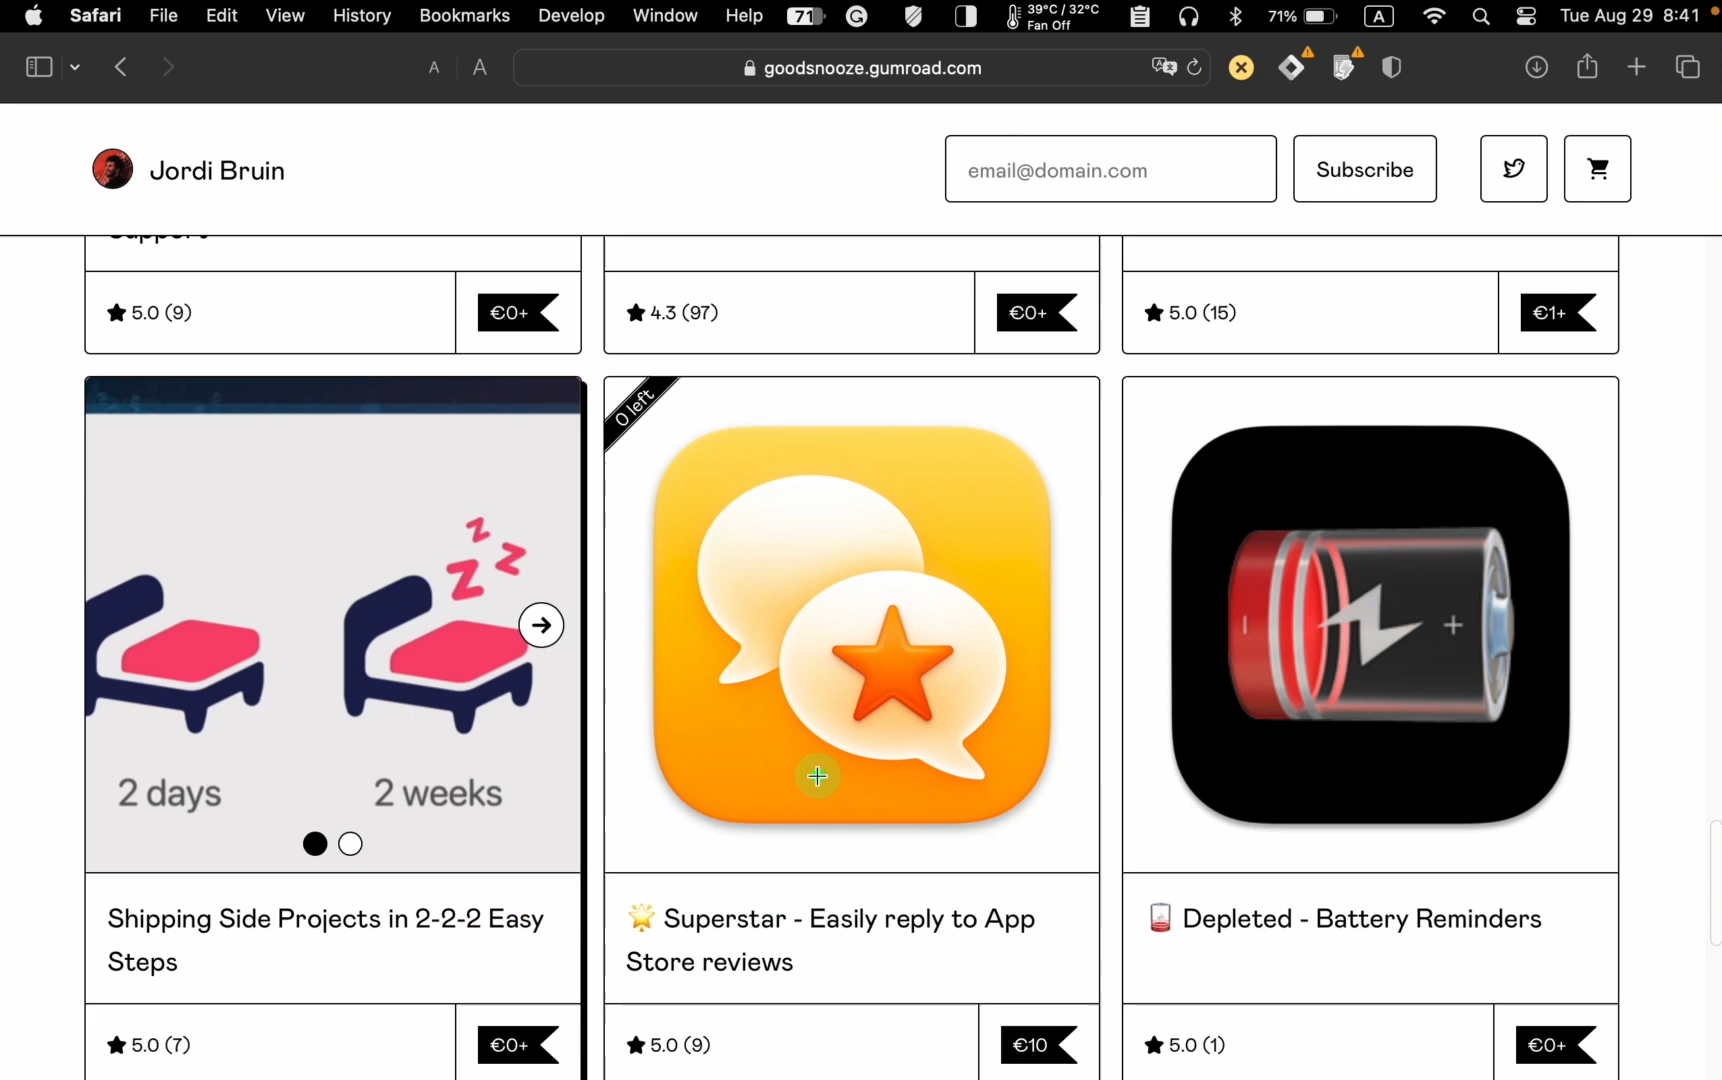 Safari File Edit View History Bookmarks Develop Window Help 71 39°C / 32°C 71% A Tue Aug 29 8:41
Fan Off
A A goodsnooze.gumroad.com
Jordi Bruin email@domain.com Subscribe
Support
5.0 (9) €0+ 4.3 (97) €0+ 5.0 (15) €1+
0 left
z
z
z
2 days 2 weeks
Shipping Side Projects in 2-2-2 Easy
Steps
Superstar - Easily reply to App
Store reviews
Depleted - Battery Reminders
5.0 (7) €0+ 5.0 (9) €10 5.0 (1) €0+